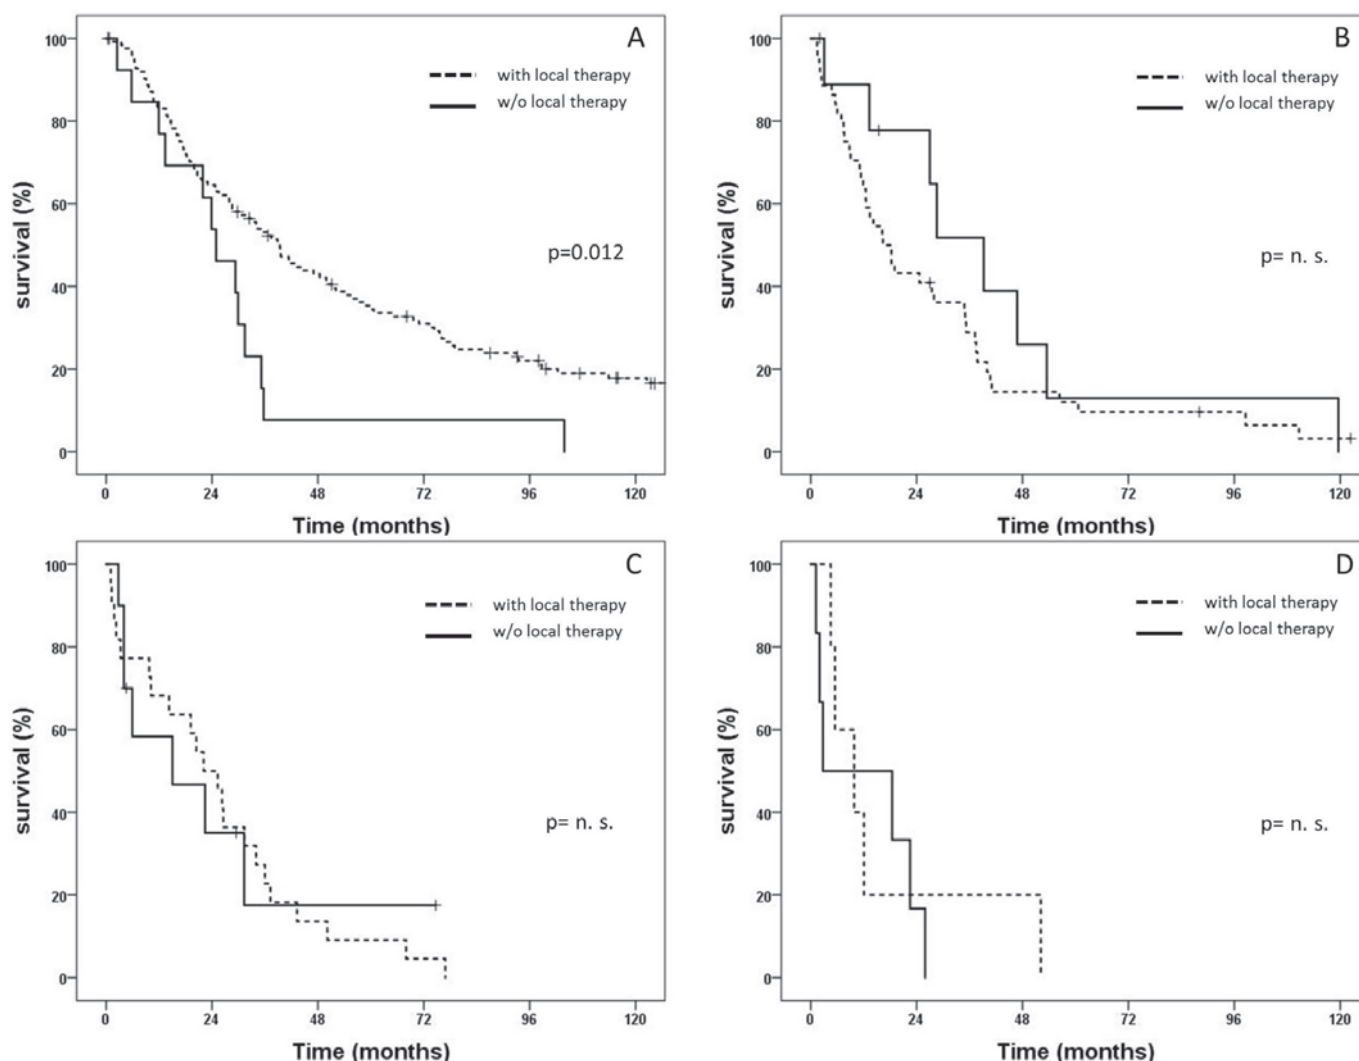 A
with local therapy
w/o local therapy
p=0.012
survival (%)
100
80
60
40
20
0
0 24 48 72 96 120
Time (months)
B
with local therapy
w/o local therapy
p= n. s.
survival (%)
100
80
60
40
20
0
0 24 48 72 96 120
Time (months)
C
with local therapy
w/o local therapy
p= n. s.
survival (%)
100
80
60
40
20
0
0 24 48 72 96 120
Time (months)
D
with local therapy
w/o local therapy
p= n. s.
survival (%)
100
80
60
40
20
0
0 24 48 72 96 120
Time (months)